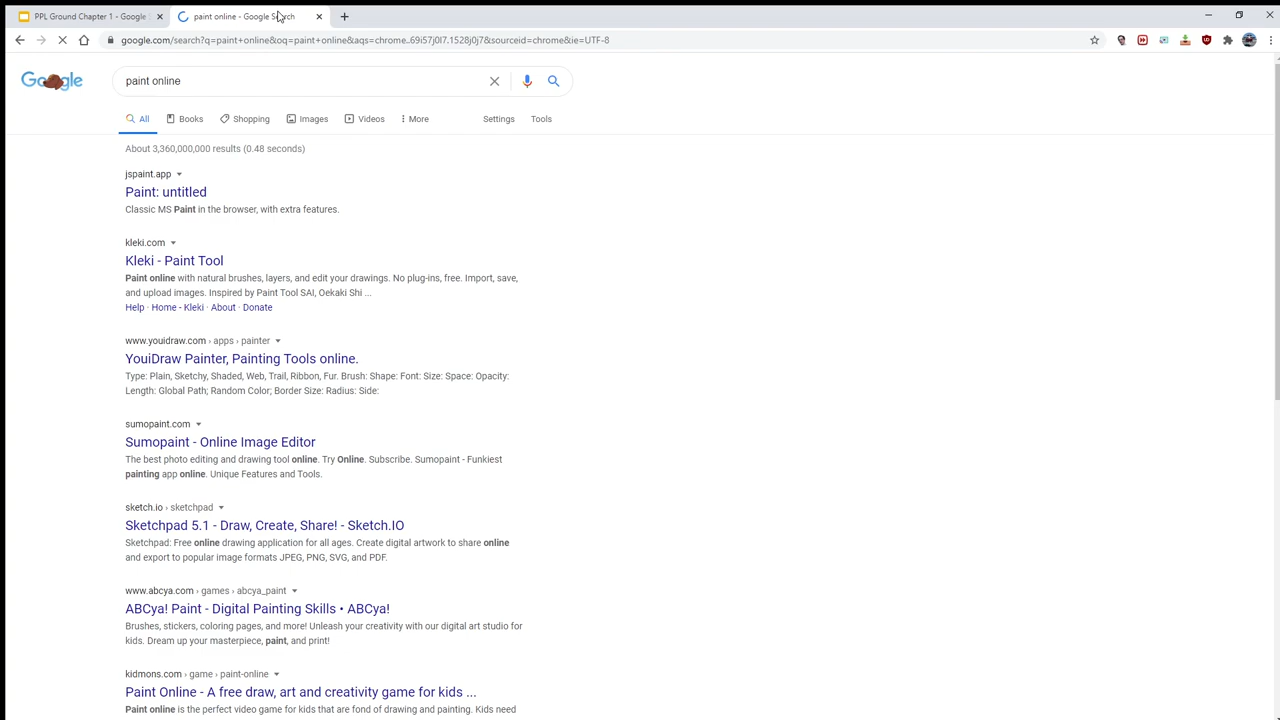 PPL Ground Chapter 1 - Google
paint online - Google Search
google.com/search?q=paint+online&oq=paint+online&aqs=chrome..69i57j0l7.1528j0j7&sourceid=chrome&ie=UTF-8
Google
paint online
All
Books
Shopping
Images
Videos
More
Settings
Tools
About 3,360,000,000 results (0.48 seconds)
jspaint.app
Paint: untitled
Classic MS Paint in the browser, with extra features.
kleki.com
Kleki - Paint Tool
Paint online with natural brushes, layers, and edit your drawings. No plug-ins, free. Import, save,
and upload images. Inspired by Paint Tool SAI, Oekaki Shi ...
Help · Home - Kleki · About · Donate
www.youidraw.com › apps › painter
YouiDraw Painter, Painting Tools online.
Type: Plain, Sketchy, Shaded, Web, Trail, Ribbon, Fur. Brush: Shape: Font: Size: Space: Opacity:
Length: Global Path; Random Color; Border Size: Radius: Side:
sumopaint.com
Sumopaint - Online Image Editor
The best photo editing and drawing tool online. Try Online. Subscribe. Sumopaint - Funkiest
painting app online. Unique Features and Tools.
sketch.io › sketchpad
Sketchpad 5.1 - Draw, Create, Share! - Sketch.IO
Sketchpad: Free online drawing application for all ages. Create digital artwork to share online
and export to popular image formats JPEG, PNG, SVG, and PDF.
www.abcya.com › games › abcya_paint
ABCya! Paint - Digital Painting Skills • ABCya!
Brushes, stickers, coloring pages, and more! Unleash your creativity with our digital art studio for
kids. Dream up your masterpiece, paint, and print!
kidmons.com › game › paint-online
Paint Online - A free draw, art and creativity game for kids ...
Paint online is the perfect video game for kids that are fond of drawing and painting. Kids need